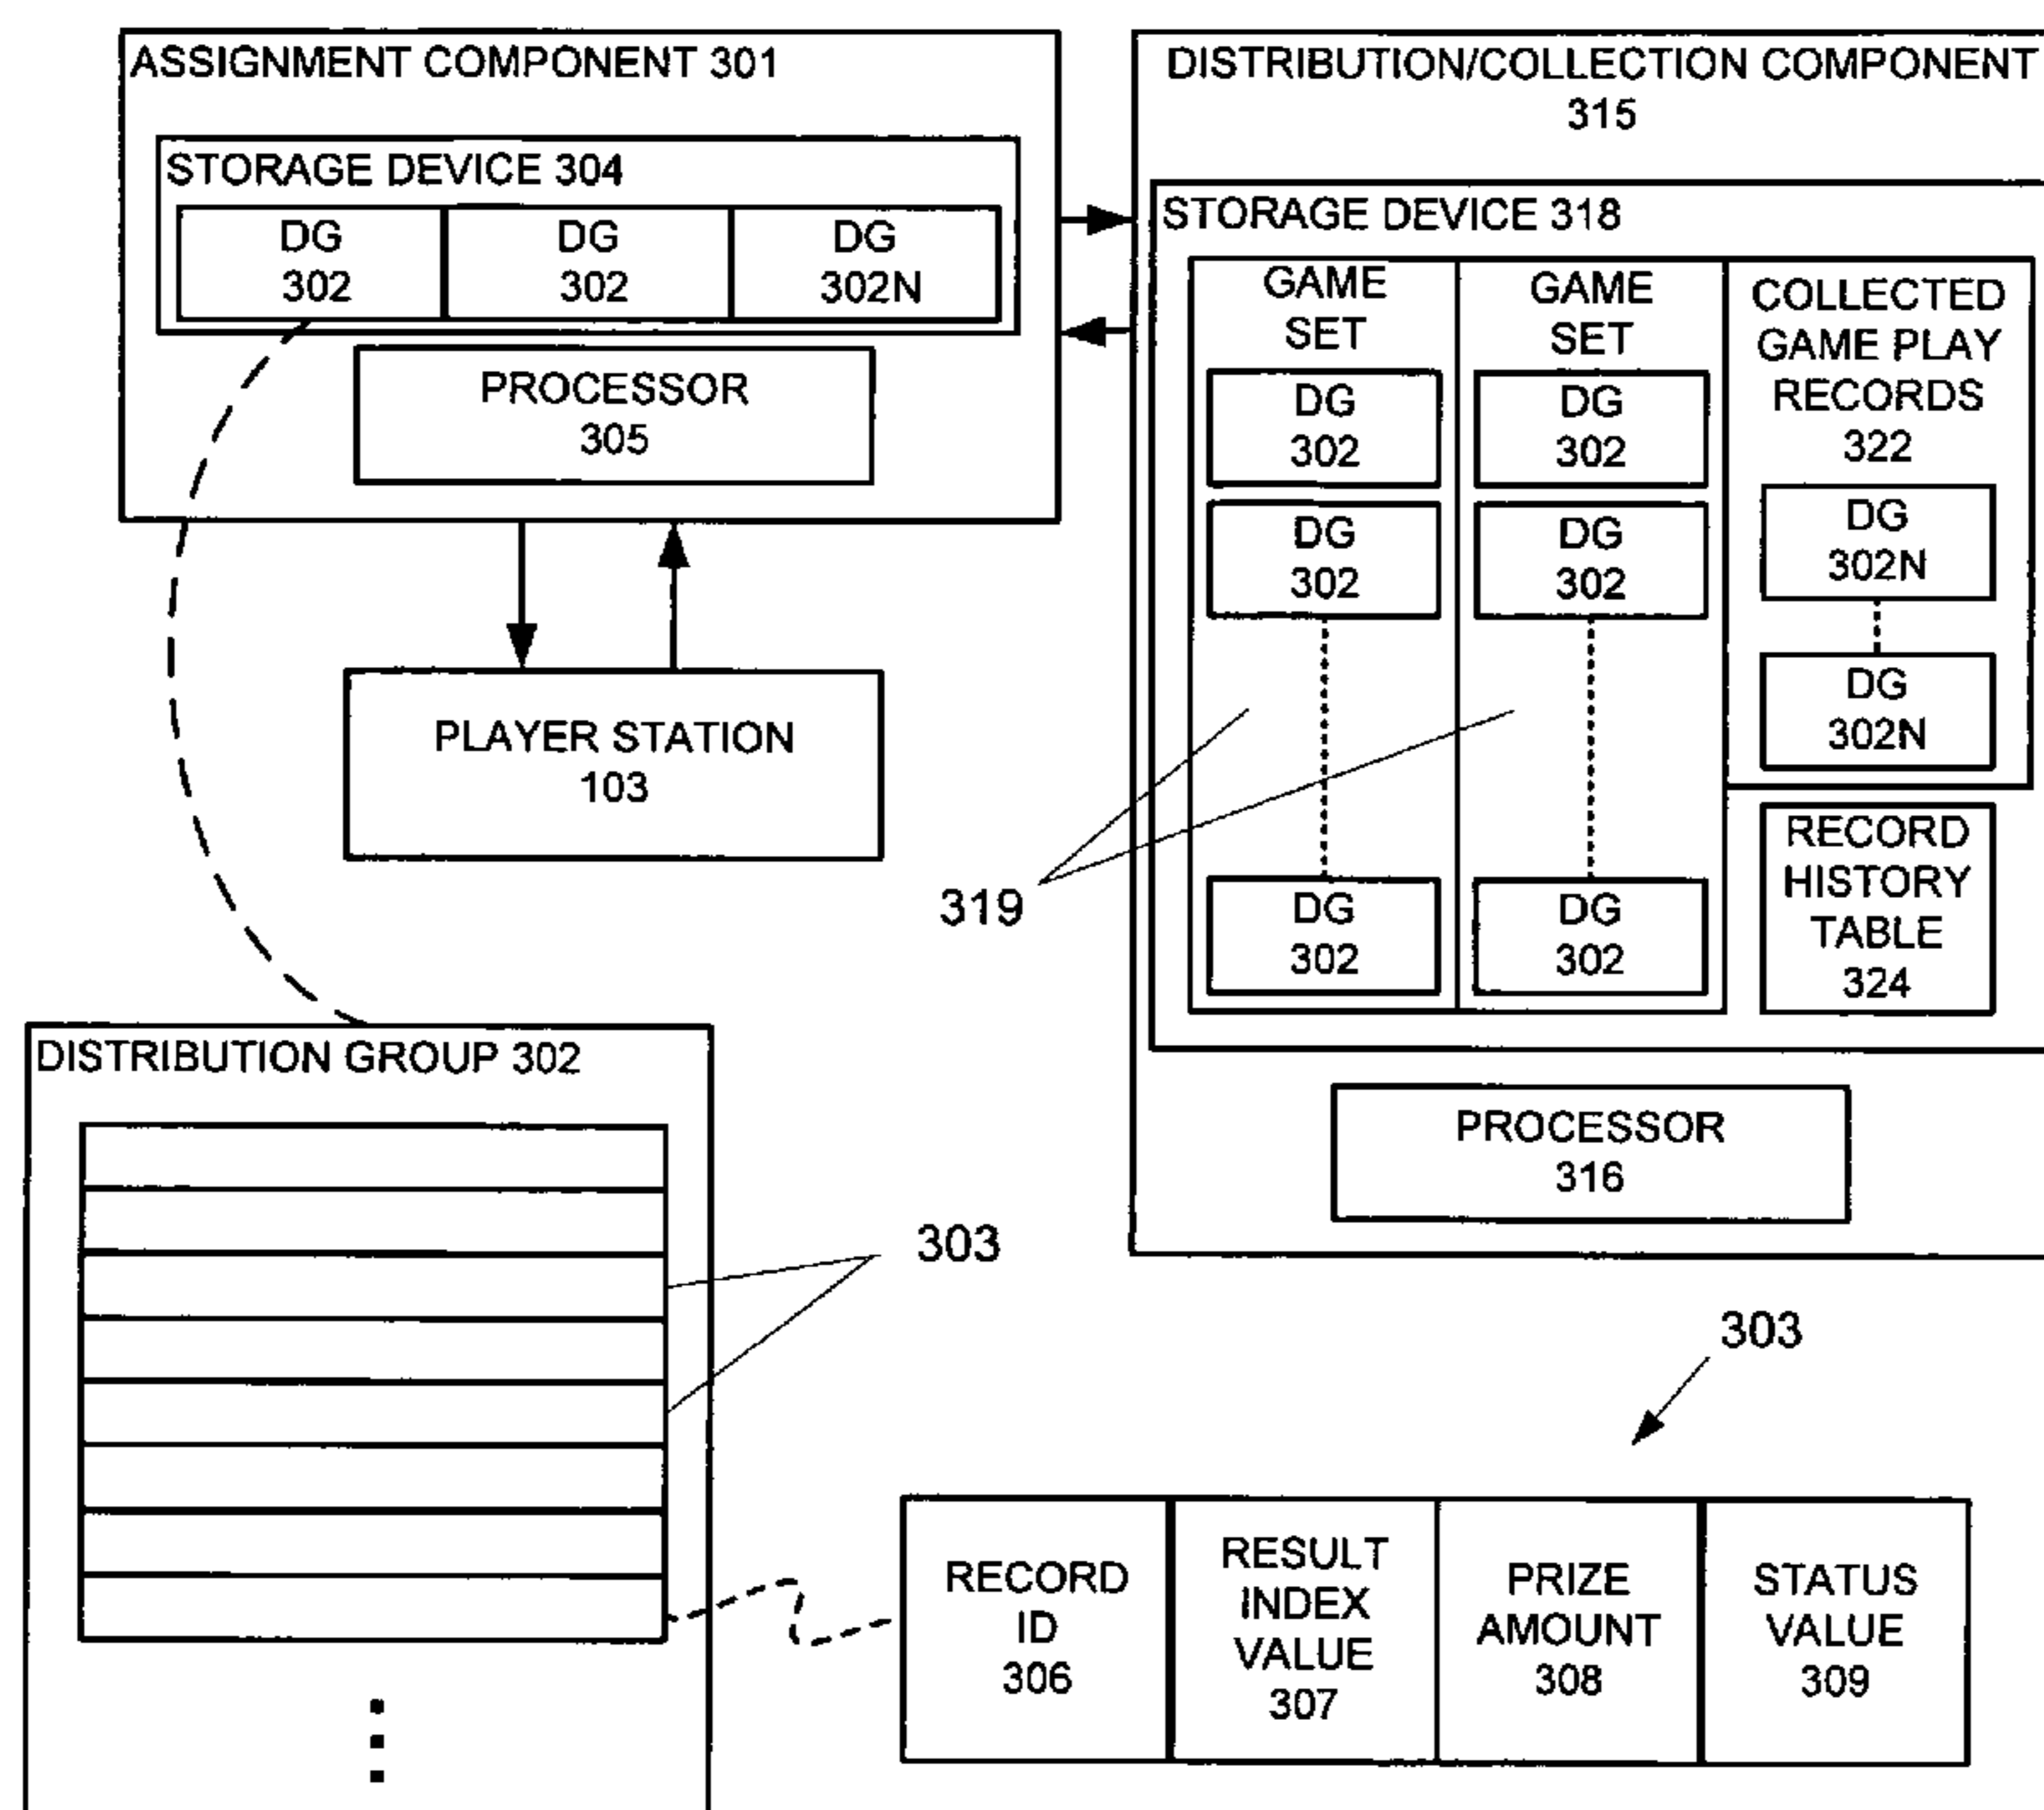 ASSIGNMENT COMPONENT 301
STORAGE DEVICE 304
DG
302
DG
302
DG
302N
PROCESSOR
305
PLAYER STATION
103
DISTRIBUTION/COLLECTION COMPONENT
315
STORAGE DEVICE 318
GAME
SET
DG
302
DG
302
DG
302
GAME
SET
DG
302
DG
302
DG
302
COLLECTED
GAME PLAY
RECORDS
322
DG
302N
DG
302N
RECORD
HISTORY
TABLE
324
319
PROCESSOR
316
DISTRIBUTION GROUP 302
303
303
RECORD
ID
306
RESULT
INDEX
VALUE
307
PRIZE
AMOUNT
308
STATUS
VALUE
309